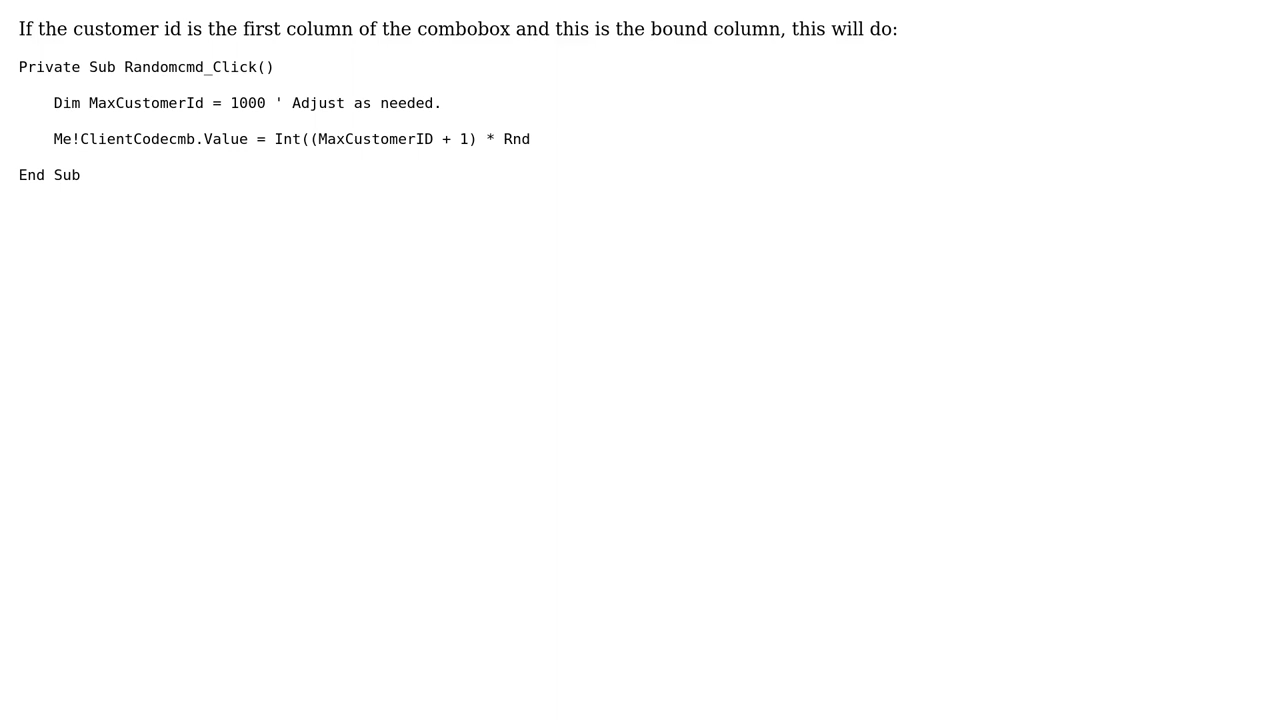 If the customer id is the first column of the combobox and this is the bound column, this will do:
Private Sub Randomcmd_Click()
    Dim MaxCustomerId = 1000 ' Adjust as needed.
    Me!ClientCodecmb.Value = Int((MaxCustomerID + 1) * Rnd
End Sub